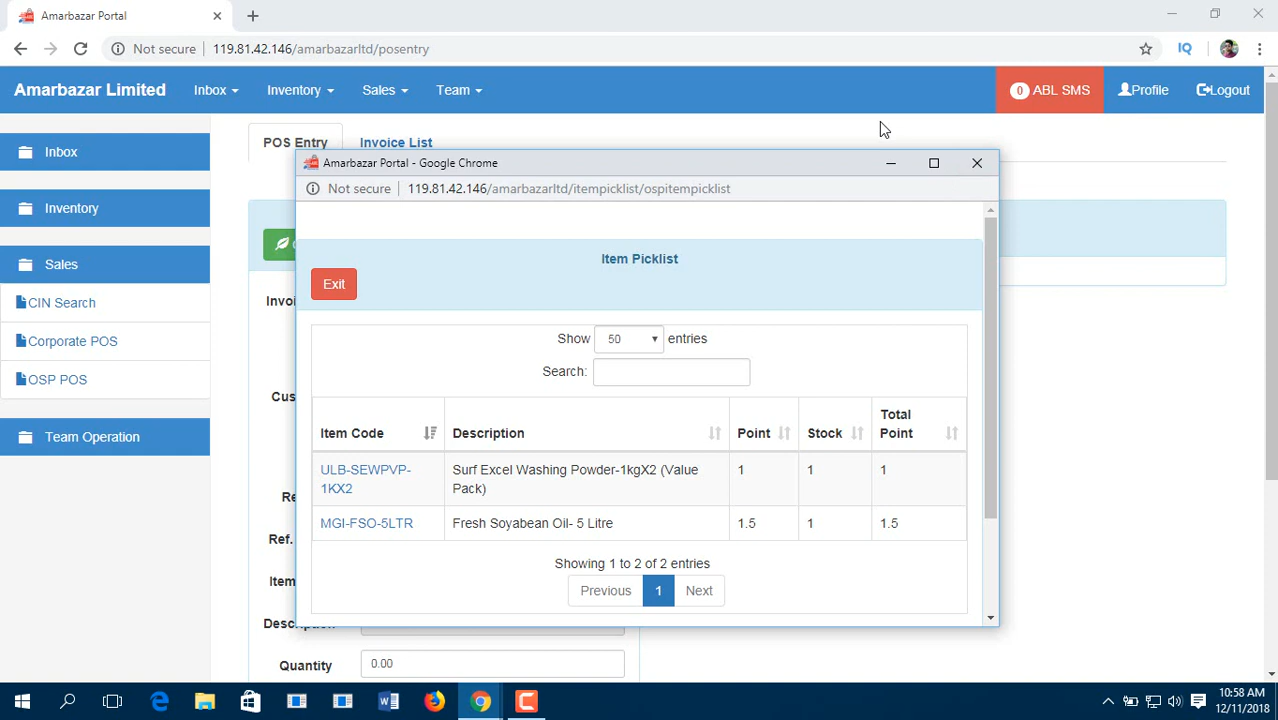 Amarbazar Portal
Not secure 119.81.42.146/amarbazarltd/posentry
IQ
Amarbazar Limited Inbox Inventory Sales Team 0 ABL SMS Profile Logout
Inbox
Inventory
Sales
CIN Search
Corporate POS
OSP POS
Team Operation
POS Entry Invoice List
Amarbazar Portal - Google Chrome
Not secure 119.81.42.146/amarbazarltd/itempicklist/ospitempicklist
Item Picklist
Exit
Show 50 entries
Search:
Item Code Description Point Stock Total Point
ULB-SEWPVP-1KX2 Surf Excel Washing Powder-1kgX2 (Value Pack) 1 1 1
MGI-FSO-5LTR Fresh Soyabean Oil- 5 Litre 1.5 1 1.5
Showing 1 to 2 of 2 entries
Previous 1 Next
Ref.
Description
Quantity 0.00
10:58 AM
12/11/2018